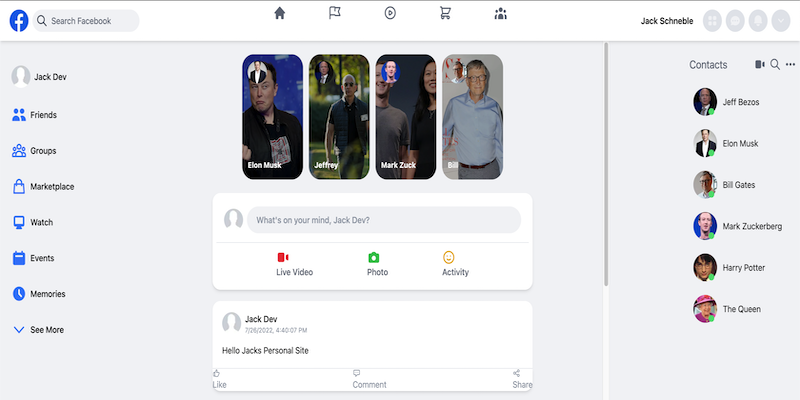 Search Facebook
Jack Schneble
Jack Dev
Friends
Groups
Marketplace
Watch
Events
Memories
See More
Elon Musk
Jeffrey
Mark Zuck
Bill
What's on your mind, Jack Dev?
Live Video
Photo
Activity
Jack Dev
7/26/2022, 4:40:07 PM
Hello Jacks Personal Site
Like
Comment
Share
Contacts
Jeff Bezos
Elon Musk
Bill Gates
Mark Zuckerberg
Harry Potter
The Queen